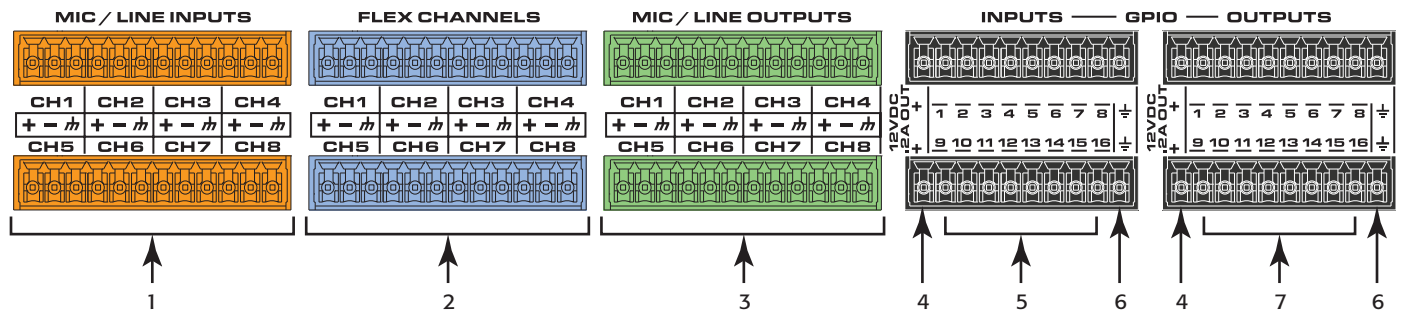 MIC / LINE INPUTS
FLEX CHANNELS
MIC / LINE OUTPUTS
INPUTS — GPIO — OUTPUTS
CH1 CH2 CH3 CH4
+ − + − + − + −
CH5 CH6 CH7 CH8
CH1 CH2 CH3 CH4
+ − + − + − + −
CH5 CH6 CH7 CH8
CH1 CH2 CH3 CH4
+ − + − + − + −
CH5 CH6 CH7 CH8
12VDC
.2A OUT
+ 1 2 3 4 5 6 7 8
+ 9 10 11 12 13 14 15 16
12VDC
.2A OUT
+ 1 2 3 4 5 6 7 8
+ 9 10 11 12 13 14 15 16
1 2 3 4 5 6 4 7 6